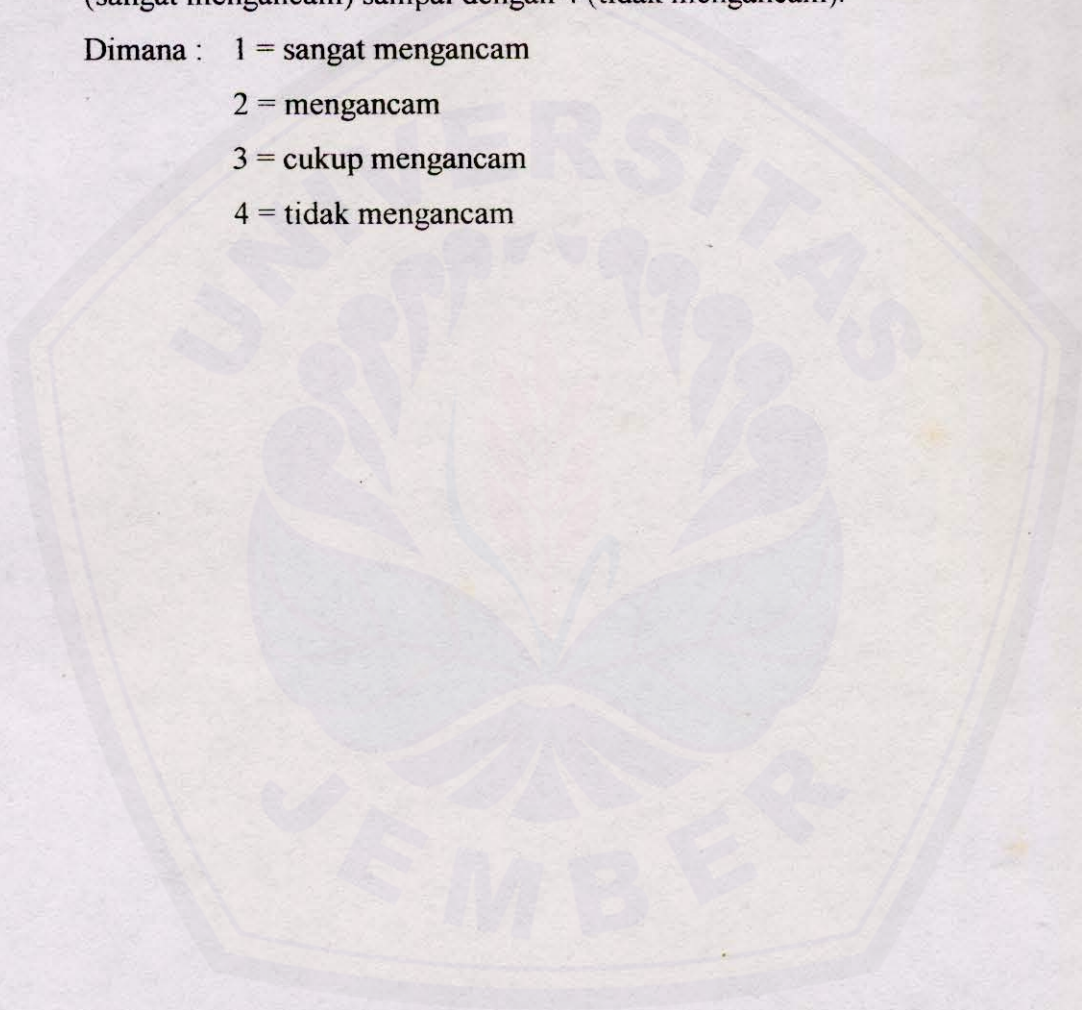 (sangat mengancam) sampai dengan 4 (tidak mengancam).
Dimana : 1 = sangat mengancam
2 = mengancam
3 = cukup mengancam
4 = tidak mengancam
UNIVERSITAS
JEMBER